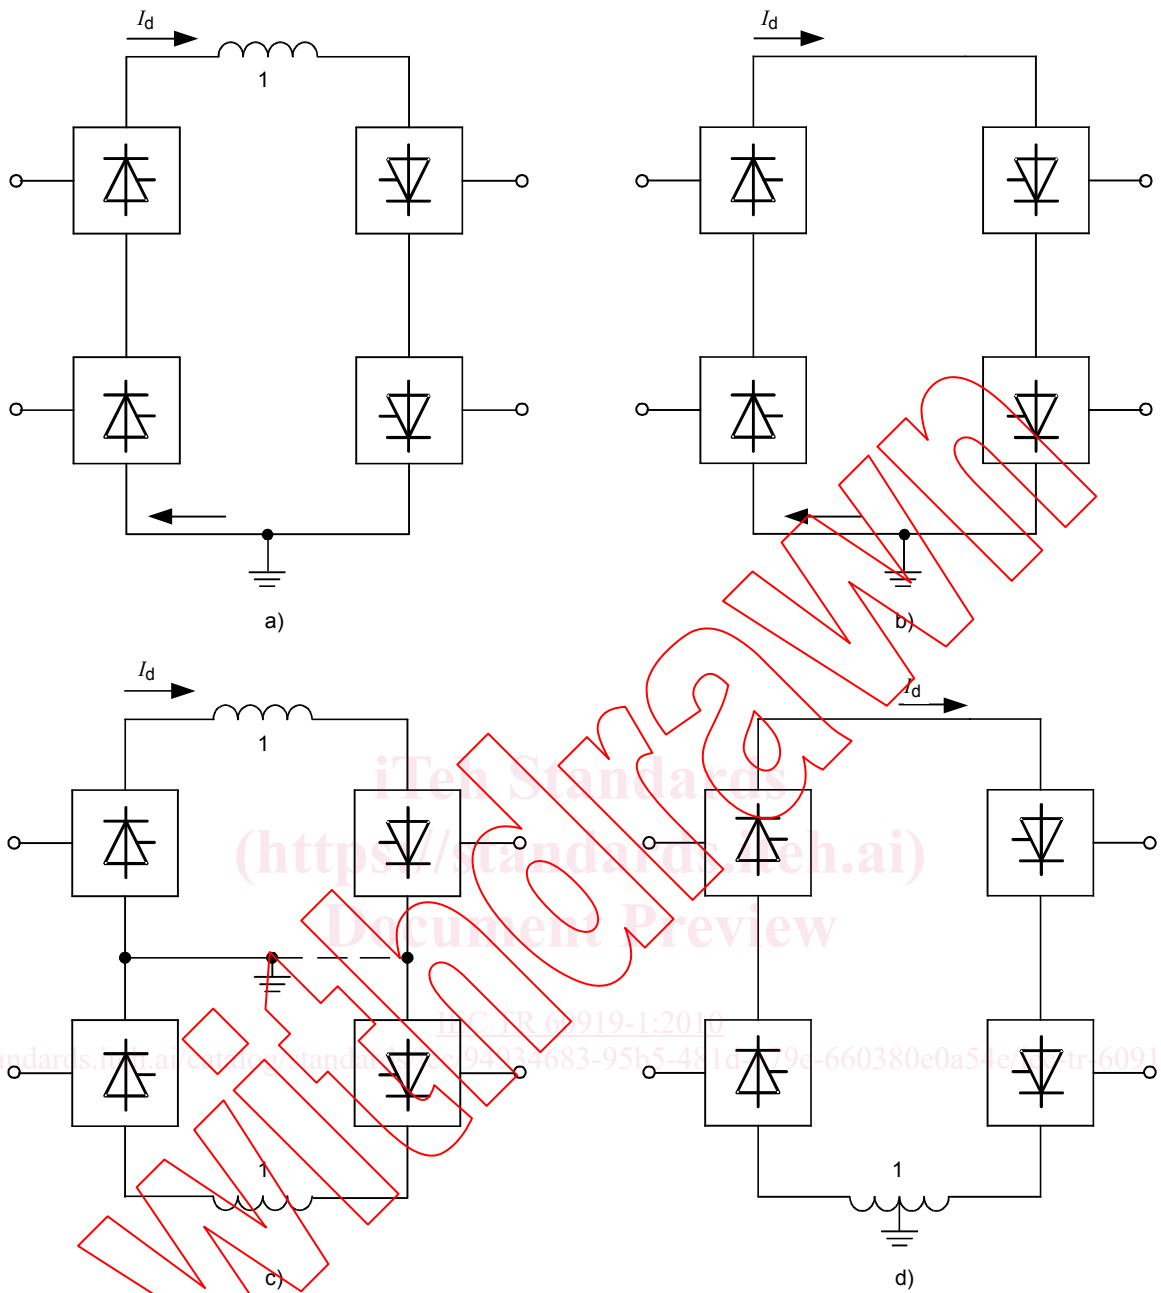 Id
Id
1
a)
b)
Id
Id
1
iTeh Standards
(https://standards.iteh.ai)
Document Preview
IEC TR 60919-1:2010
1
1
c)
d)
Withdrawn